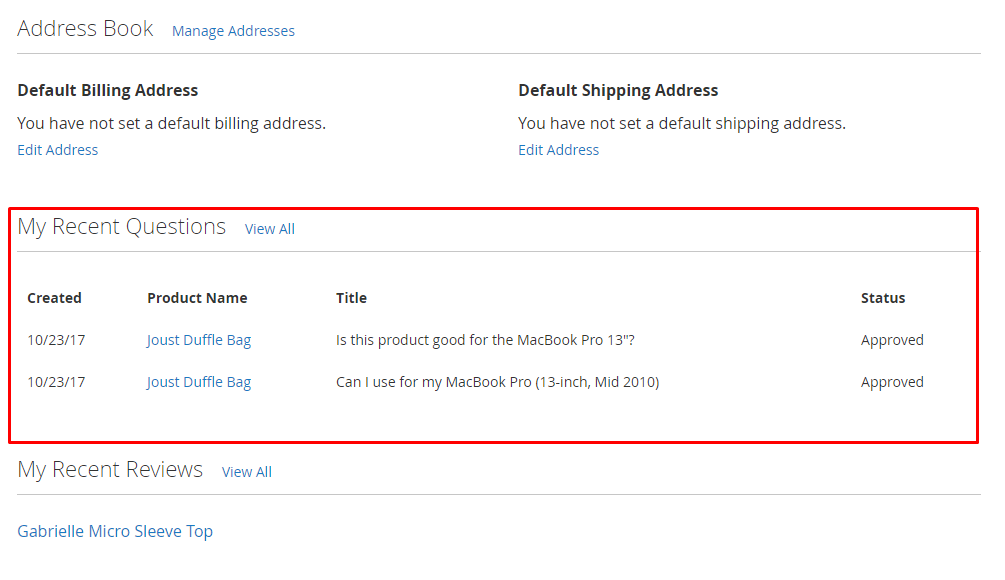 Address Book Manage Addresses
Default Billing Address Default Shipping Address
You have not set a default billing address. You have not set a default shipping address.
Edit Address Edit Address
My Recent Questions View All
Created Product Name Title Status
10/23/17 Joust Duffle Bag Is this product good for the MacBook Pro 13"? Approved
10/23/17 Joust Duffle Bag Can I use for my MacBook Pro (13-inch, Mid 2010) Approved
My Recent Reviews View All
Gabrielle Micro Sleeve Top